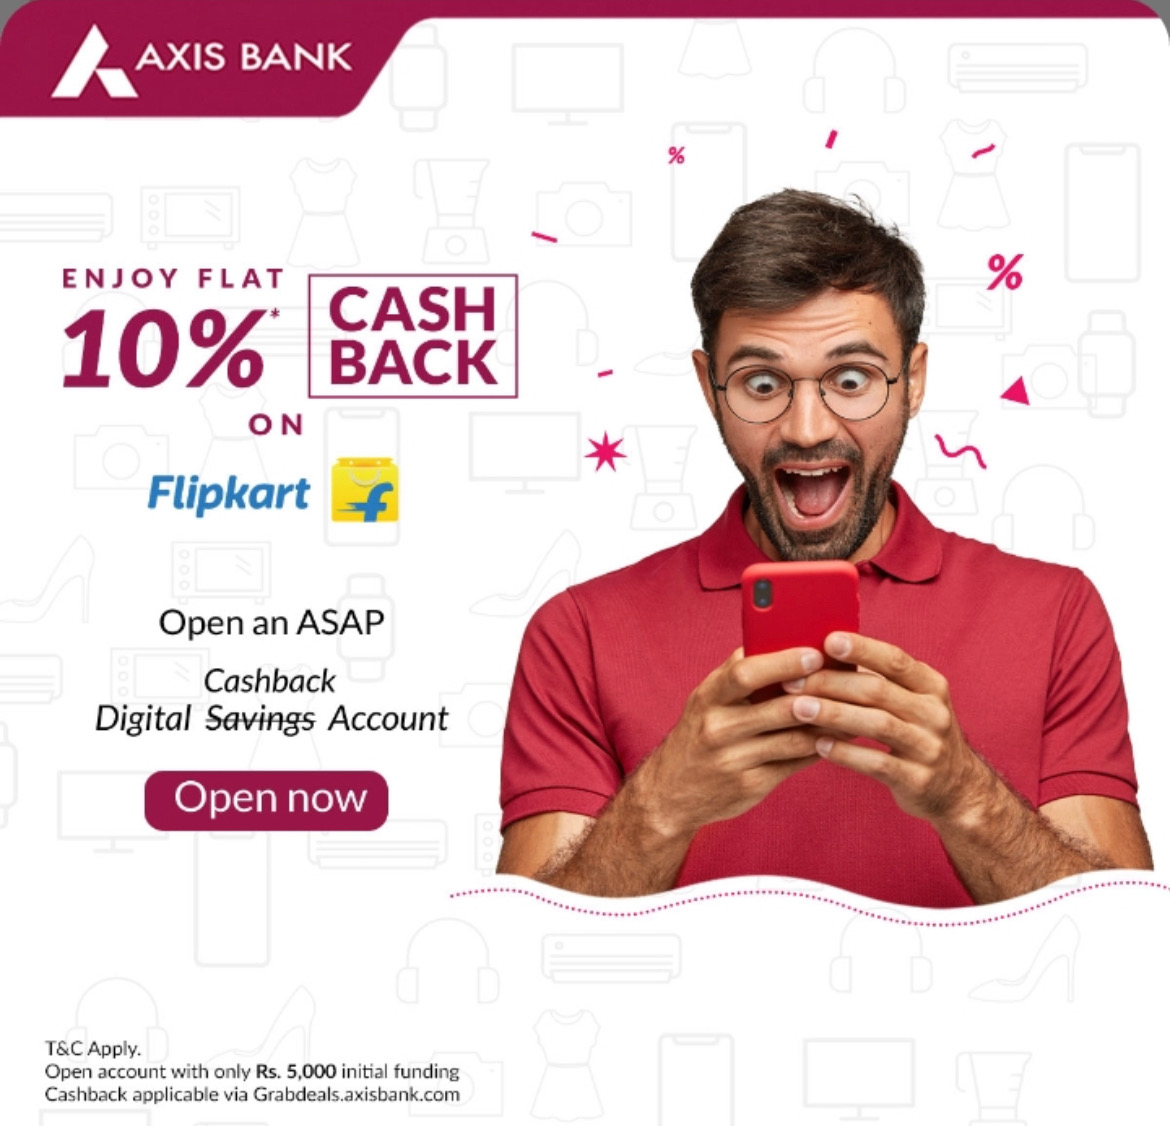 AXIS BANK
ENJOY FLAT
10%*
CASH
BACK
ON
Flipkart
Open an ASAP
Cashback
Digital Savings Account
Open now
T&C Apply.
Open account with only Rs. 5,000 initial funding
Cashback applicable via Grabdeals.axisbank.com
%
%